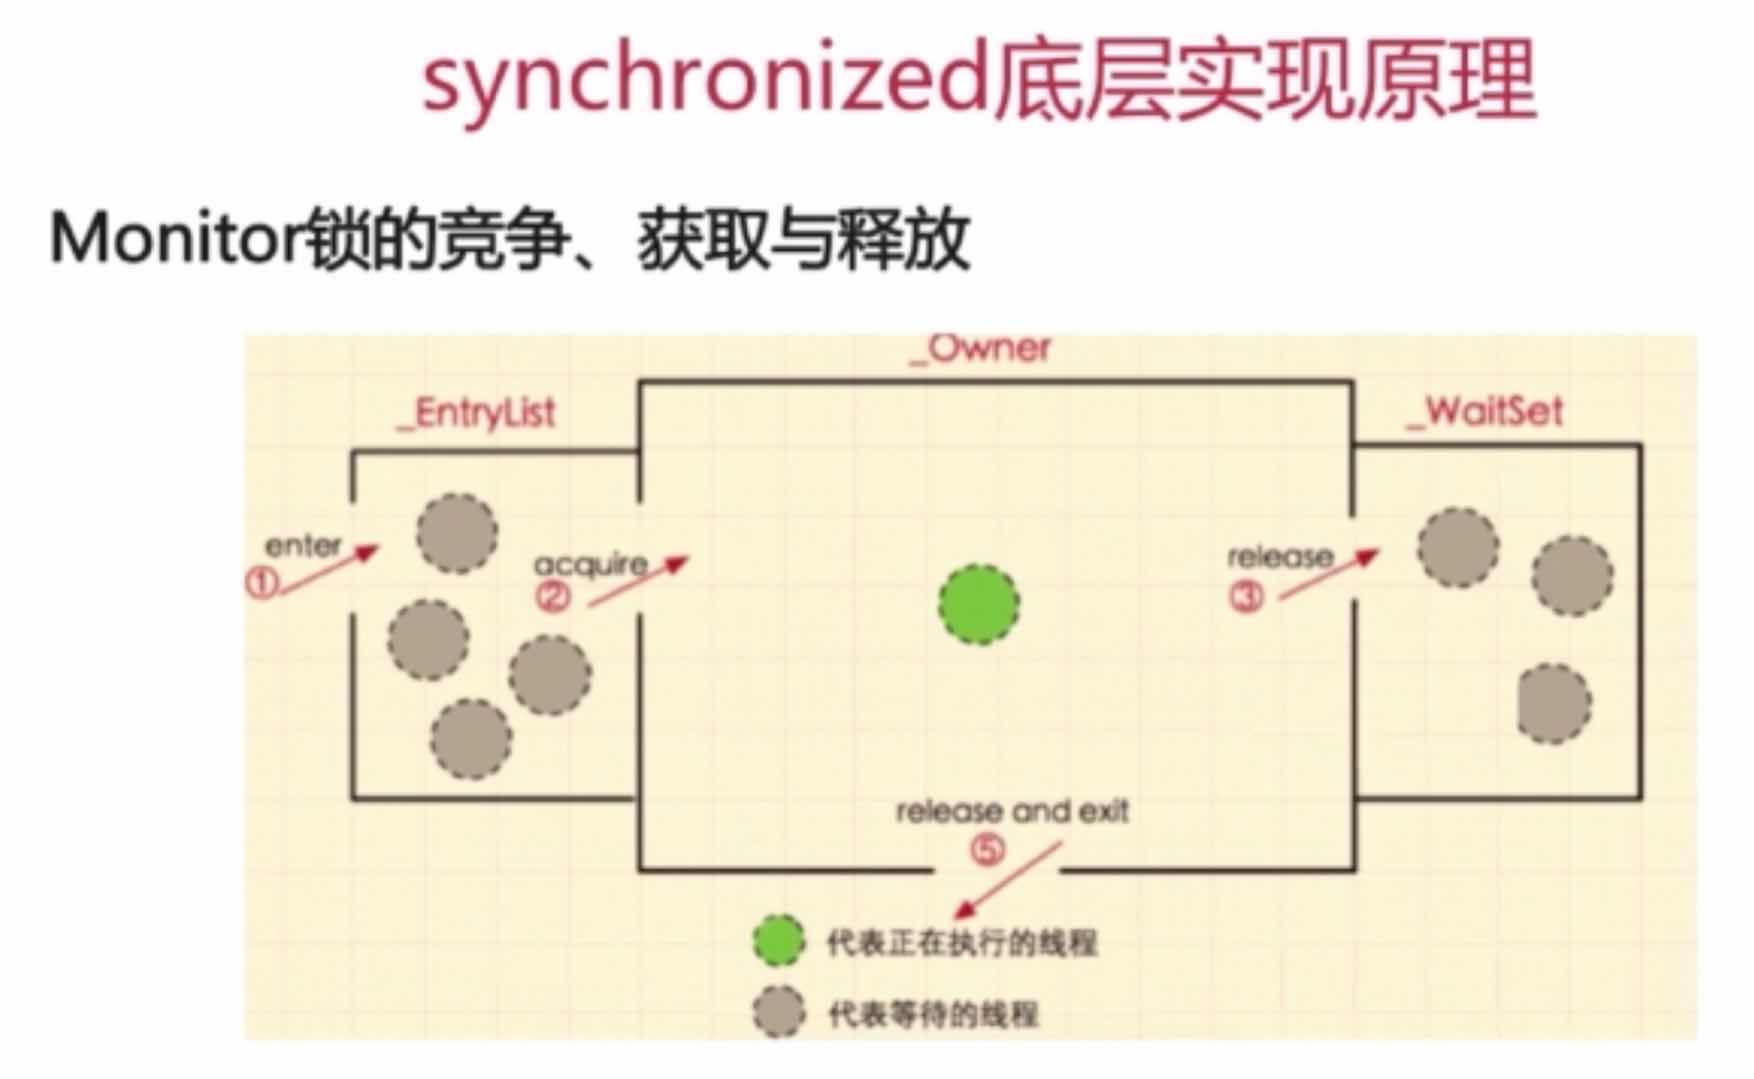 synchronized底层实现原理
Monitor锁的竞争、获取与释放
_Owner
_EntryList
_WaitSet
enter
①
acquire
②
release
③
release and exit
⑤
代表正在执行的线程
代表等待的线程